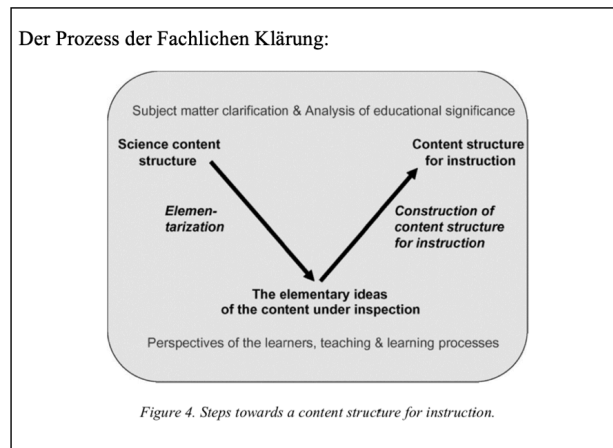 Der Prozess der Fachlichen Klärung:
Subject matter clarification & Analysis of educational significance
Science content
structure
Content structure
for instruction
Elemen-
tarization
Construction of
content structure
for instruction
The elementary ideas
of the content under inspection
Perspectives of the learners, teaching & learning processes
Figure 4. Steps towards a content structure for instruction.